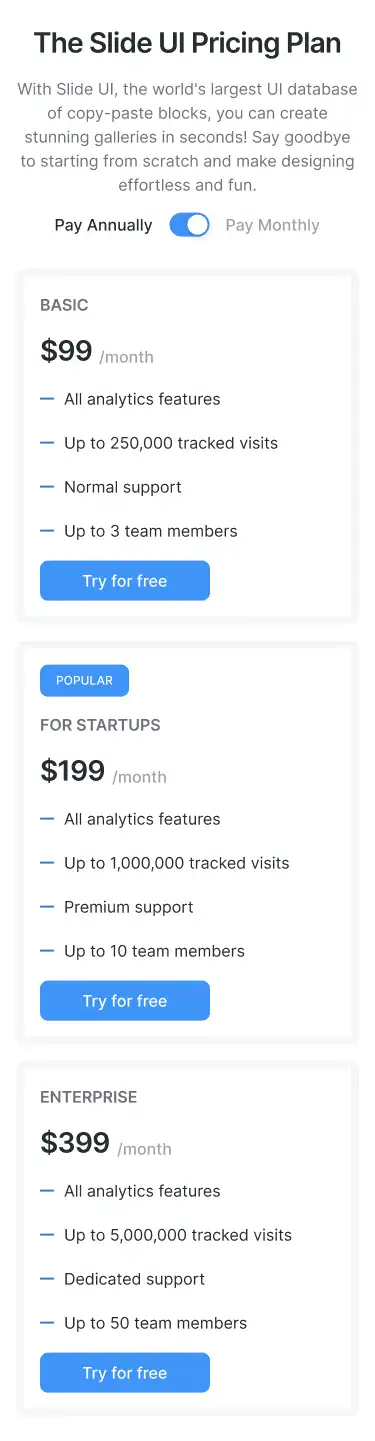 The Slide UI Pricing Plan
With Slide UI, the world's largest UI database
of copy-paste blocks, you can create
stunning galleries in seconds! Say goodbye
to starting from scratch and make designing
effortless and fun.
Pay Annually Pay Monthly
BASIC
$99 /month
All analytics features
Up to 250,000 tracked visits
Normal support
Up to 3 team members
Try for free
POPULAR
FOR STARTUPS
$199 /month
All analytics features
Up to 1,000,000 tracked visits
Premium support
Up to 10 team members
Try for free
ENTERPRISE
$399 /month
All analytics features
Up to 5,000,000 tracked visits
Dedicated support
Up to 50 team members
Try for free